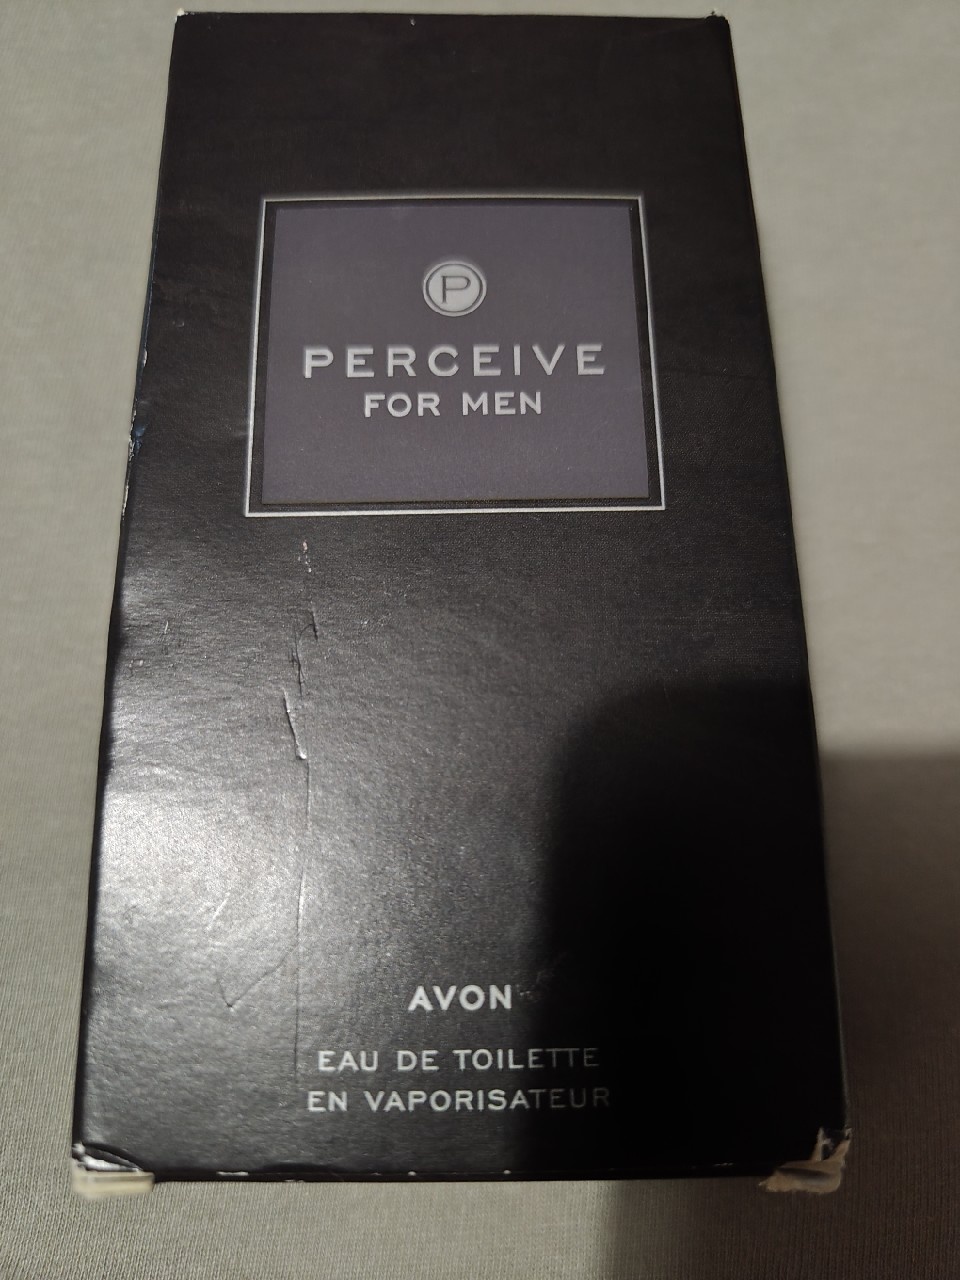 P
PERCEIVE
FOR MEN
AVON
EAU DE TOILETTE
EN VAPORISATEUR